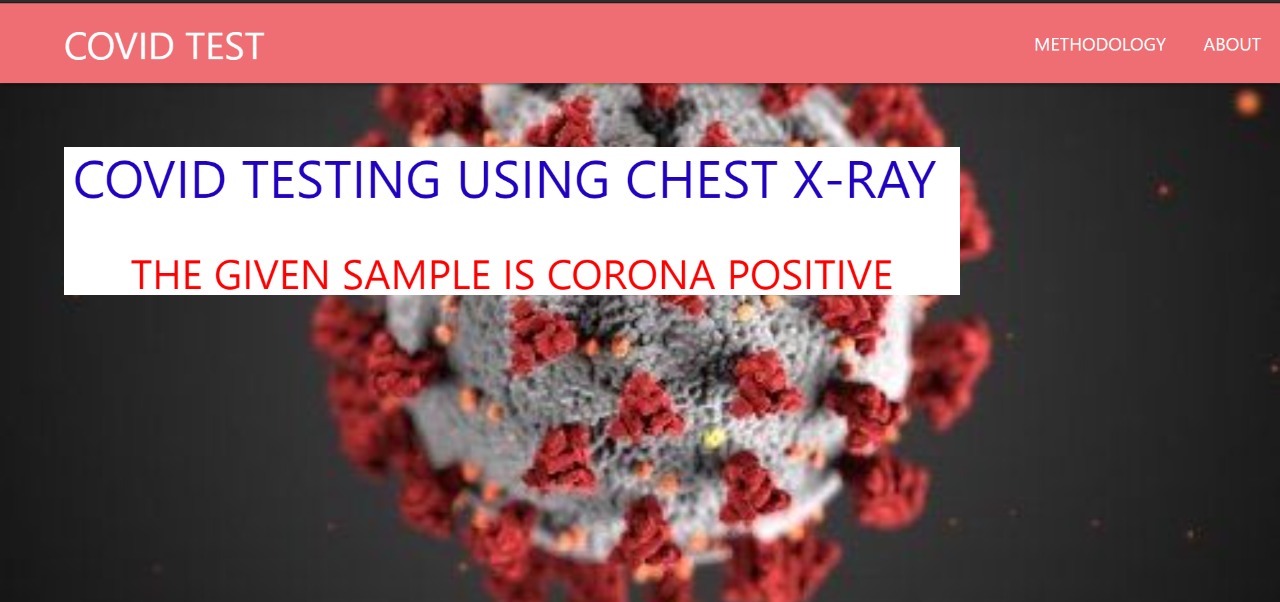 COVID TEST
METHODOLOGY ABOUT
COVID TESTING USING CHEST X-RAY
THE GIVEN SAMPLE IS CORONA POSITIVE